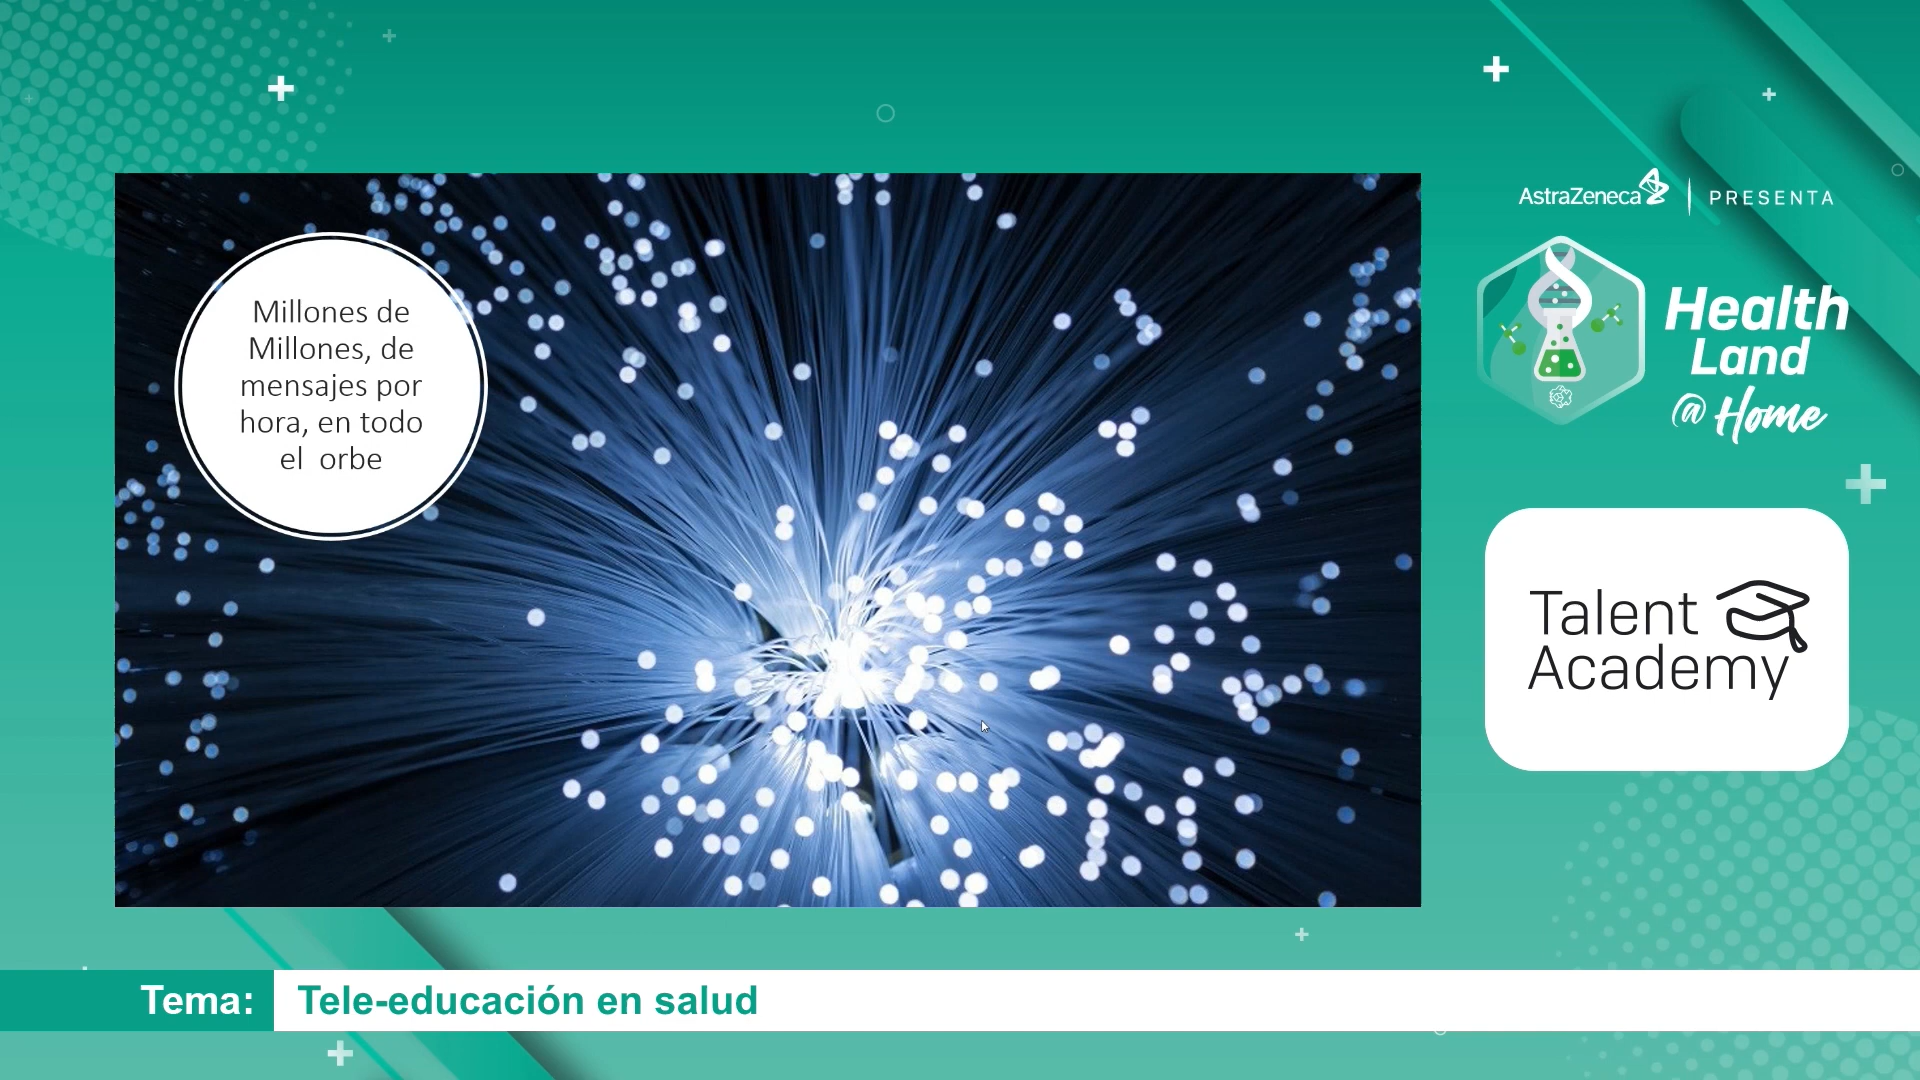 AstraZeneca | PRESENTA
Health
Land
@ Home
Millones de
Millones, de
mensajes por
hora, en todo
el  orbe
Talent
Academy
Tema: Tele-educación en salud